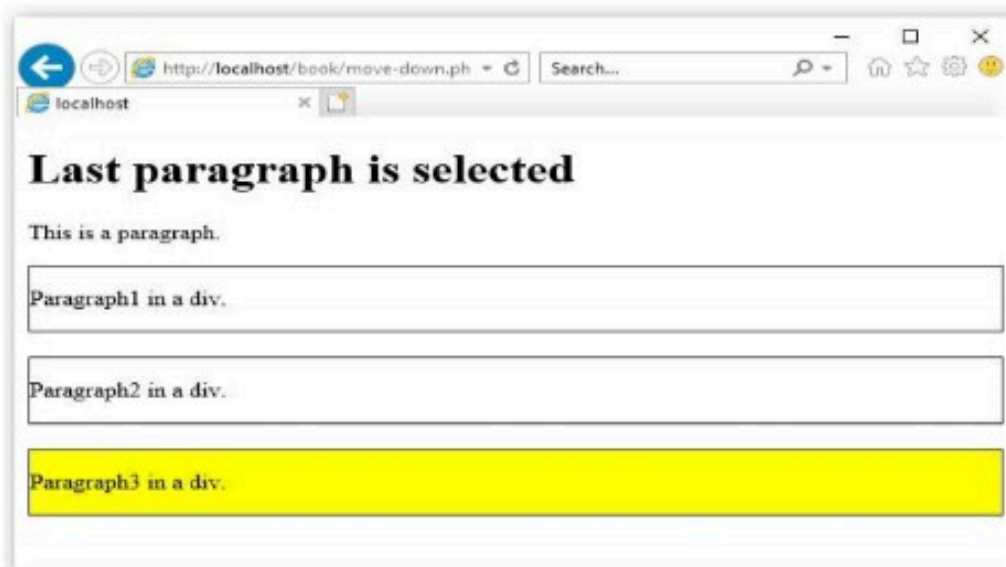 http://localhost/book/move-down.ph
Search...
localhost
Last paragraph is selected
This is a paragraph.
Paragraph1 in a div.
Paragraph2 in a div.
Paragraph3 in a div.